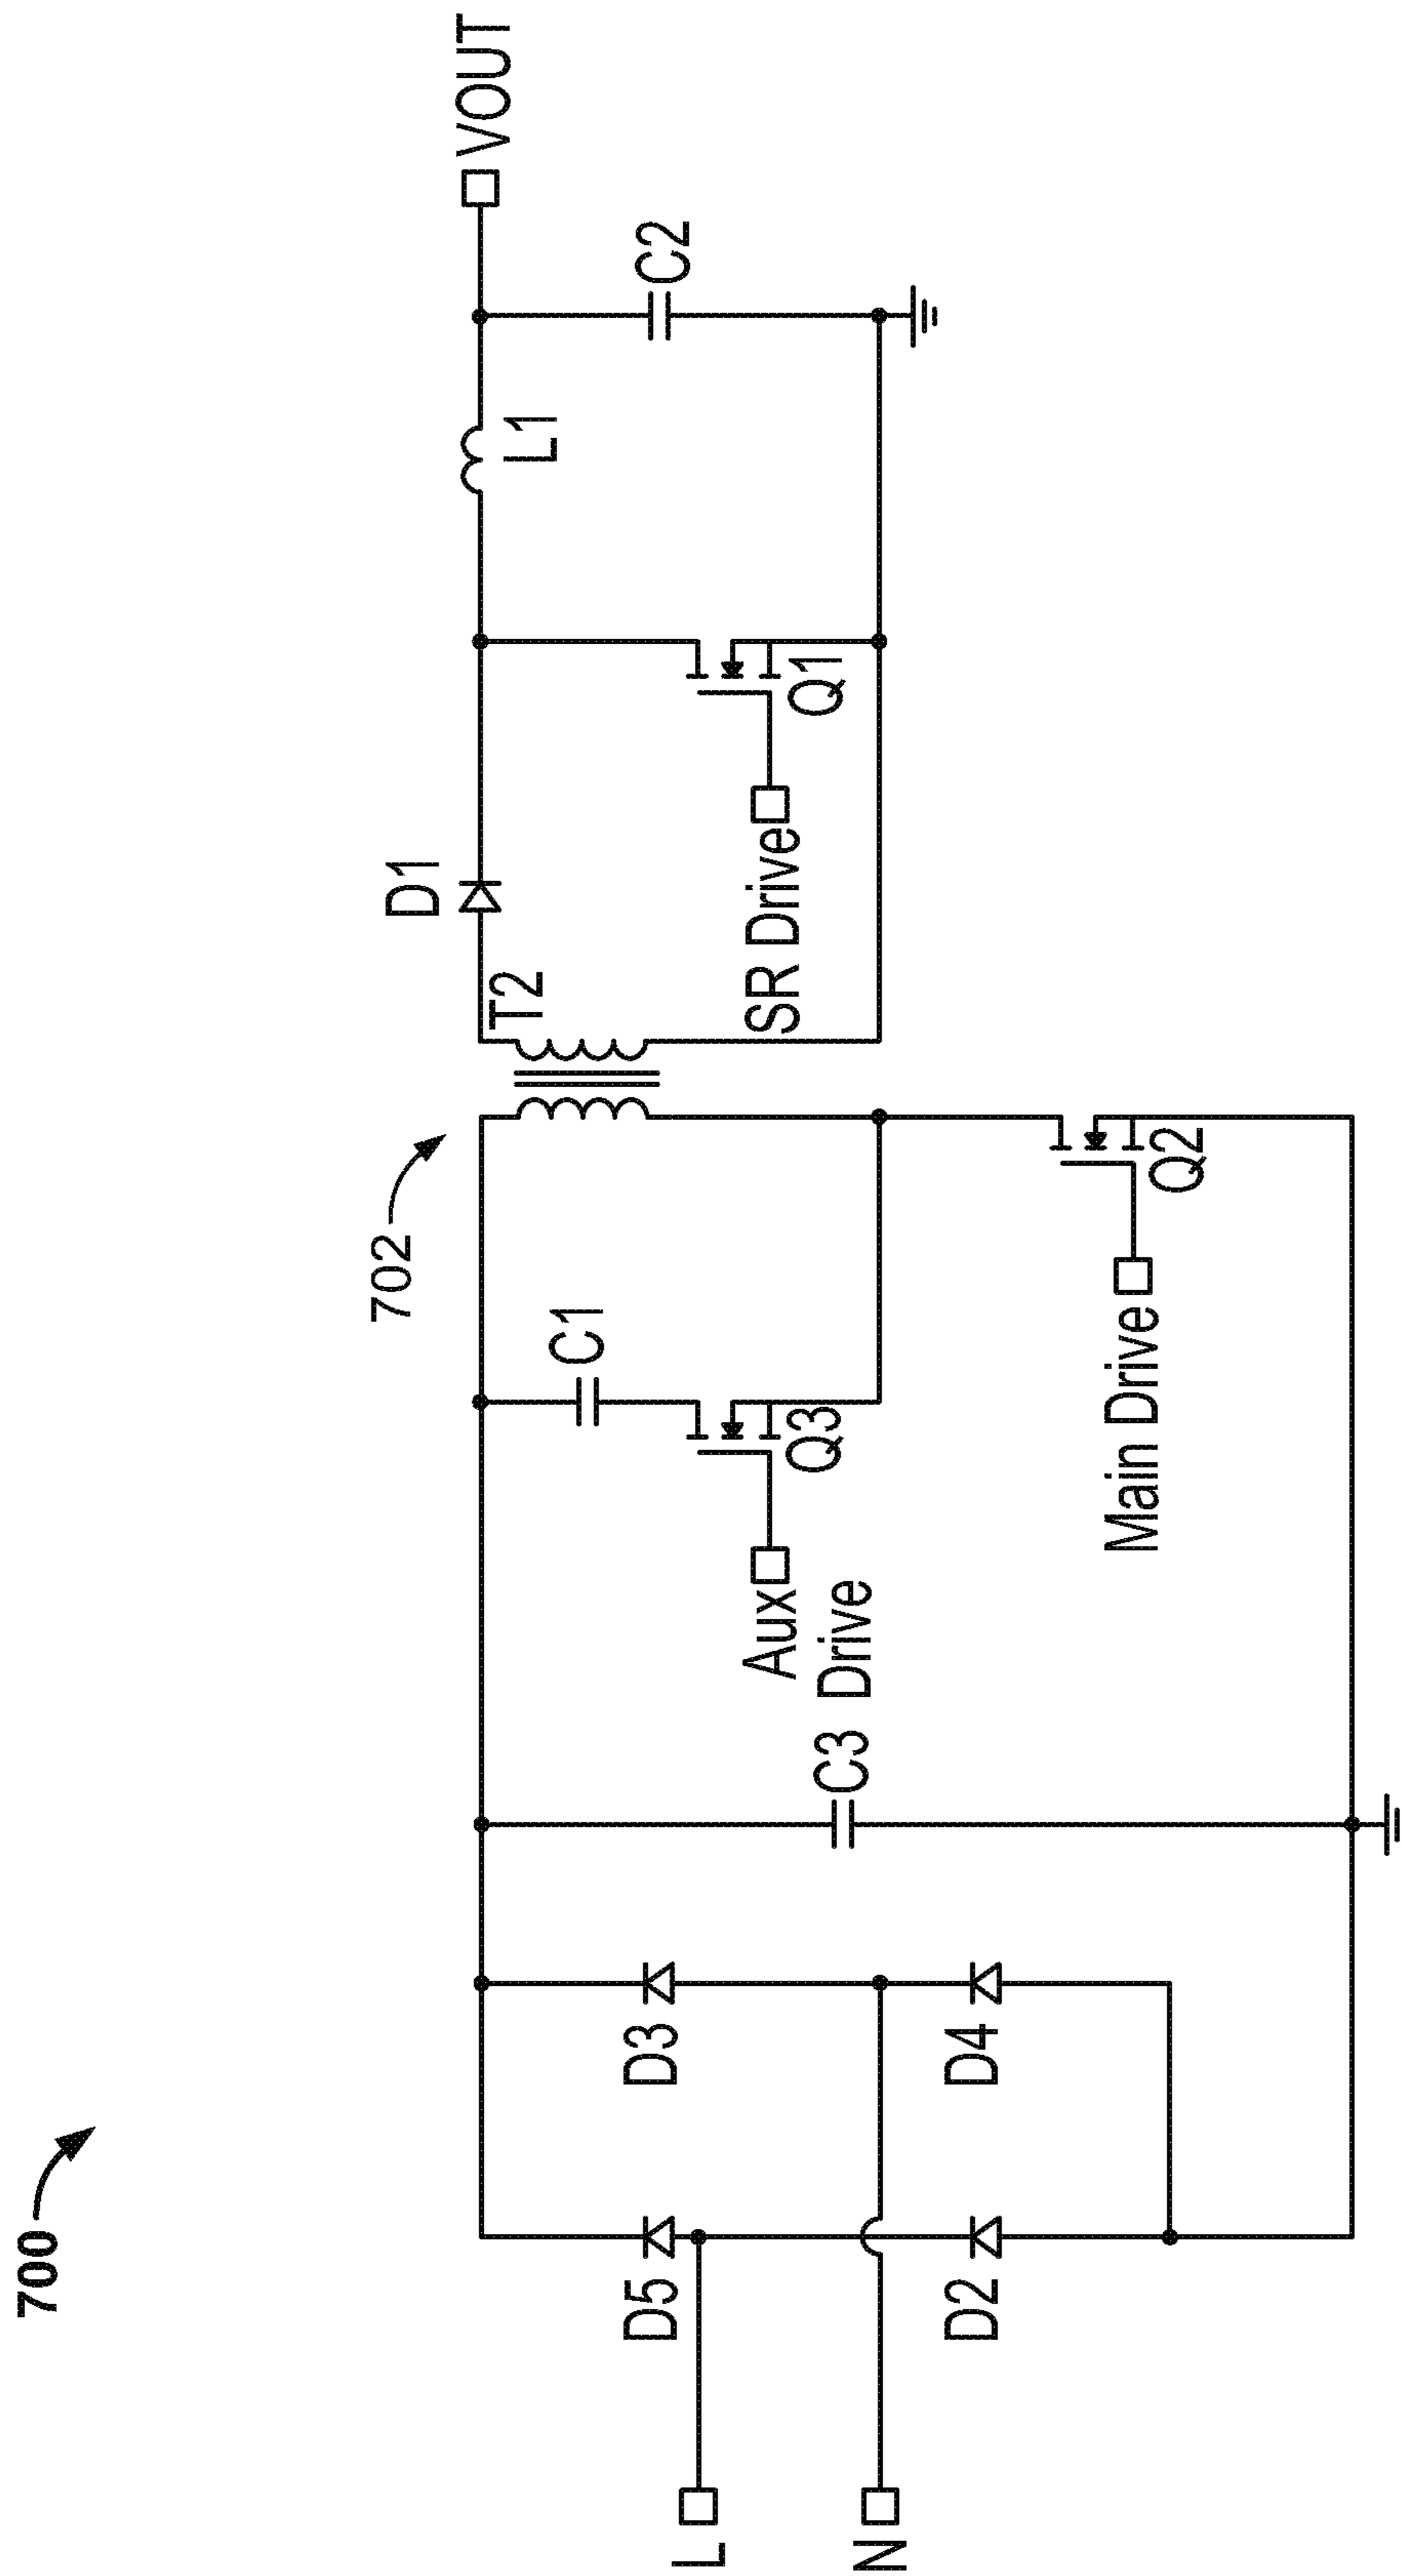 700
702
L
N
D5
D3
D2
D4
C3
Aux
Drive
C1
Q3
Main Drive
Q2
T2
D1
SR Drive
Q1
L1
C2
VOUT